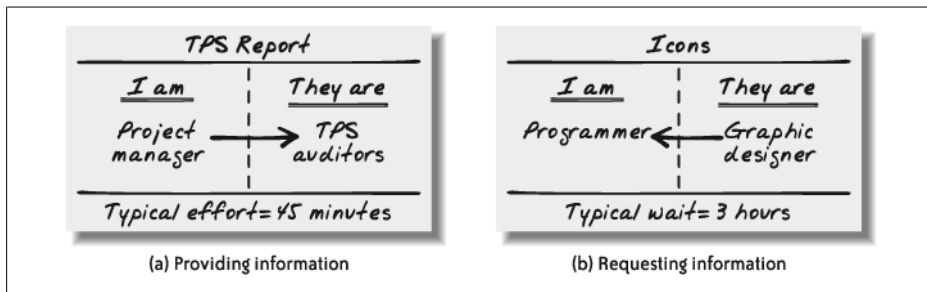 TPS Report
I am
They are
Project
manager
TPS
auditors
Typical effort=45 minutes
(a) Providing information
Icons
I am
They are
Programmer
Graphic
designer
Typical wait=3 hours
(b) Requesting information